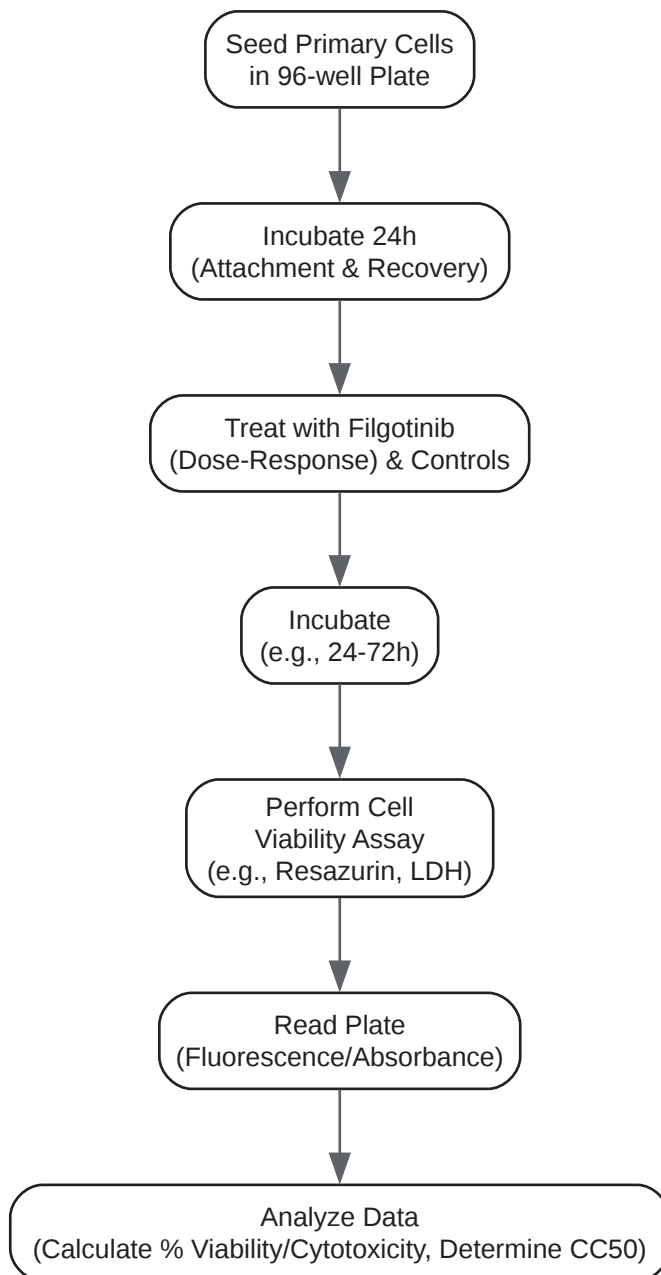 Seed Primary Cells
in 96-well Plate
Incubate 24h
(Attachment & Recovery)
Treat with Filgotinib
(Dose-Response) & Controls
Incubate
(e.g., 24-72h)
Perform Cell
Viability Assay
(e.g., Resazurin, LDH)
Read Plate
(Fluorescence/Absorbance)
Analyze Data
(Calculate % Viability/Cytotoxicity, Determine CC50)